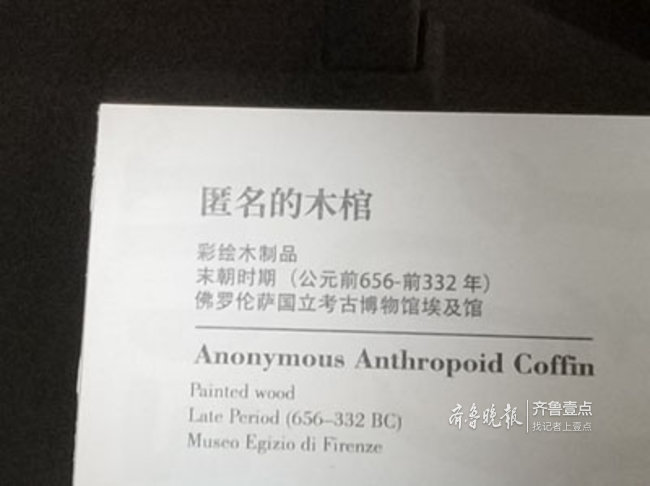 匿名的木棺
彩绘木制品
末朝时期（公元前656-前332 年）
佛罗伦萨国立考古博物馆埃及馆
Anonymous Anthropoid Coffin
Painted wood
Late Period (656–332 BC)
Museo Egizio di Firenze
齐鲁晚报
齐鲁壹点
找记者上壹点